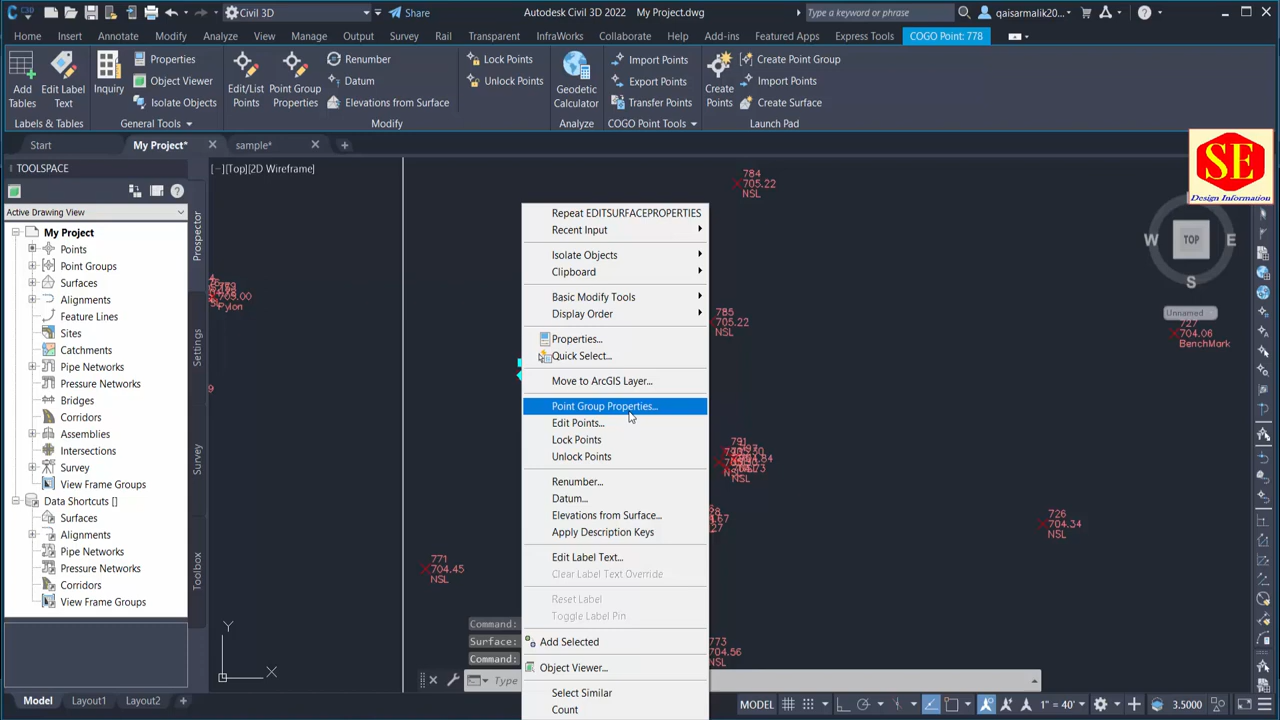 C3D
Civil 3D
Share
Autodesk Civil 3D 2022 My Project.dwg
Type a keyword or phrase
qaisarmalik20...
Home Insert Annotate Modify Analyze View Manage Output Survey Rail Transparent InfraWorks Collaborate Help Add-ins Featured Apps Express Tools COGO Point: 778
Add Tables
Edit Label Text
Labels & Tables
Inquiry
Properties
Object Viewer
Isolate Objects
General Tools
Edit/List Points
Point Group Properties
Renumber
Datum
Elevations from Surface
Lock Points
Unlock Points
Modify
Geodetic Calculator
Analyze
Import Points
Export Points
Transfer Points
COGO Point Tools
Create Points
Create Point Group
Import Points
Create Surface
Launch Pad
Start My Project* sample*
SE
Design Information
TOOLSPACE
Active Drawing View
My Project
Points
Point Groups
Surfaces
Alignments
Feature Lines
Sites
Catchments
Pipe Networks
Pressure Networks
Bridges
Corridors
Assemblies
Intersections
Survey
View Frame Groups
Data Shortcuts []
Surfaces
Alignments
Pipe Networks
Pressure Networks
Corridors
View Frame Groups
Prospector
Settings
Survey
Toolbox
[−][Top][2D Wireframe]
784
705.22
NSL
785
705.22
NSL
705.00
Pylon
9
791
704.84
NSL
726
704.34
NSL
727
704.06
BenchMark
771
704.45
NSL
773
704.56
NSL
W TOP E
S
Unnamed
Repeat EDITSURFACEPROPERTIES
Recent Input
Isolate Objects
Clipboard
Basic Modify Tools
Display Order
Properties...
Quick Select...
Move to ArcGIS Layer...
Point Group Properties...
Edit Points...
Lock Points
Unlock Points
Renumber...
Datum...
Elevations from Surface...
Apply Description Keys
Edit Label Text...
Clear Label Text Override
Reset Label
Toggle Label Pin
Add Selected
Object Viewer...
Select Similar
Count
Command:
Surface:
Command:
Type
Y
X
Model Layout1 Layout2
MODEL
1" = 40'
3.5000